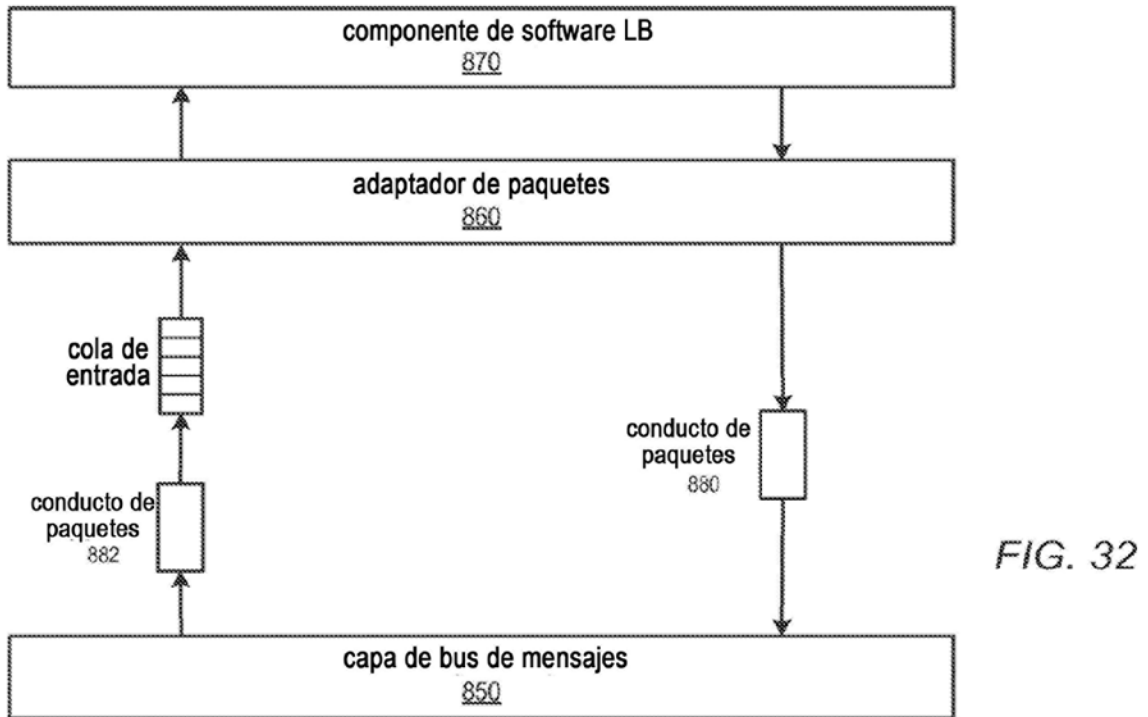 componente de software LB
870
adaptador de paquetes
860
cola de
entrada
conducto de
paquetes
880
conducto de
paquetes
882
FIG. 32
capa de bus de mensajes
850